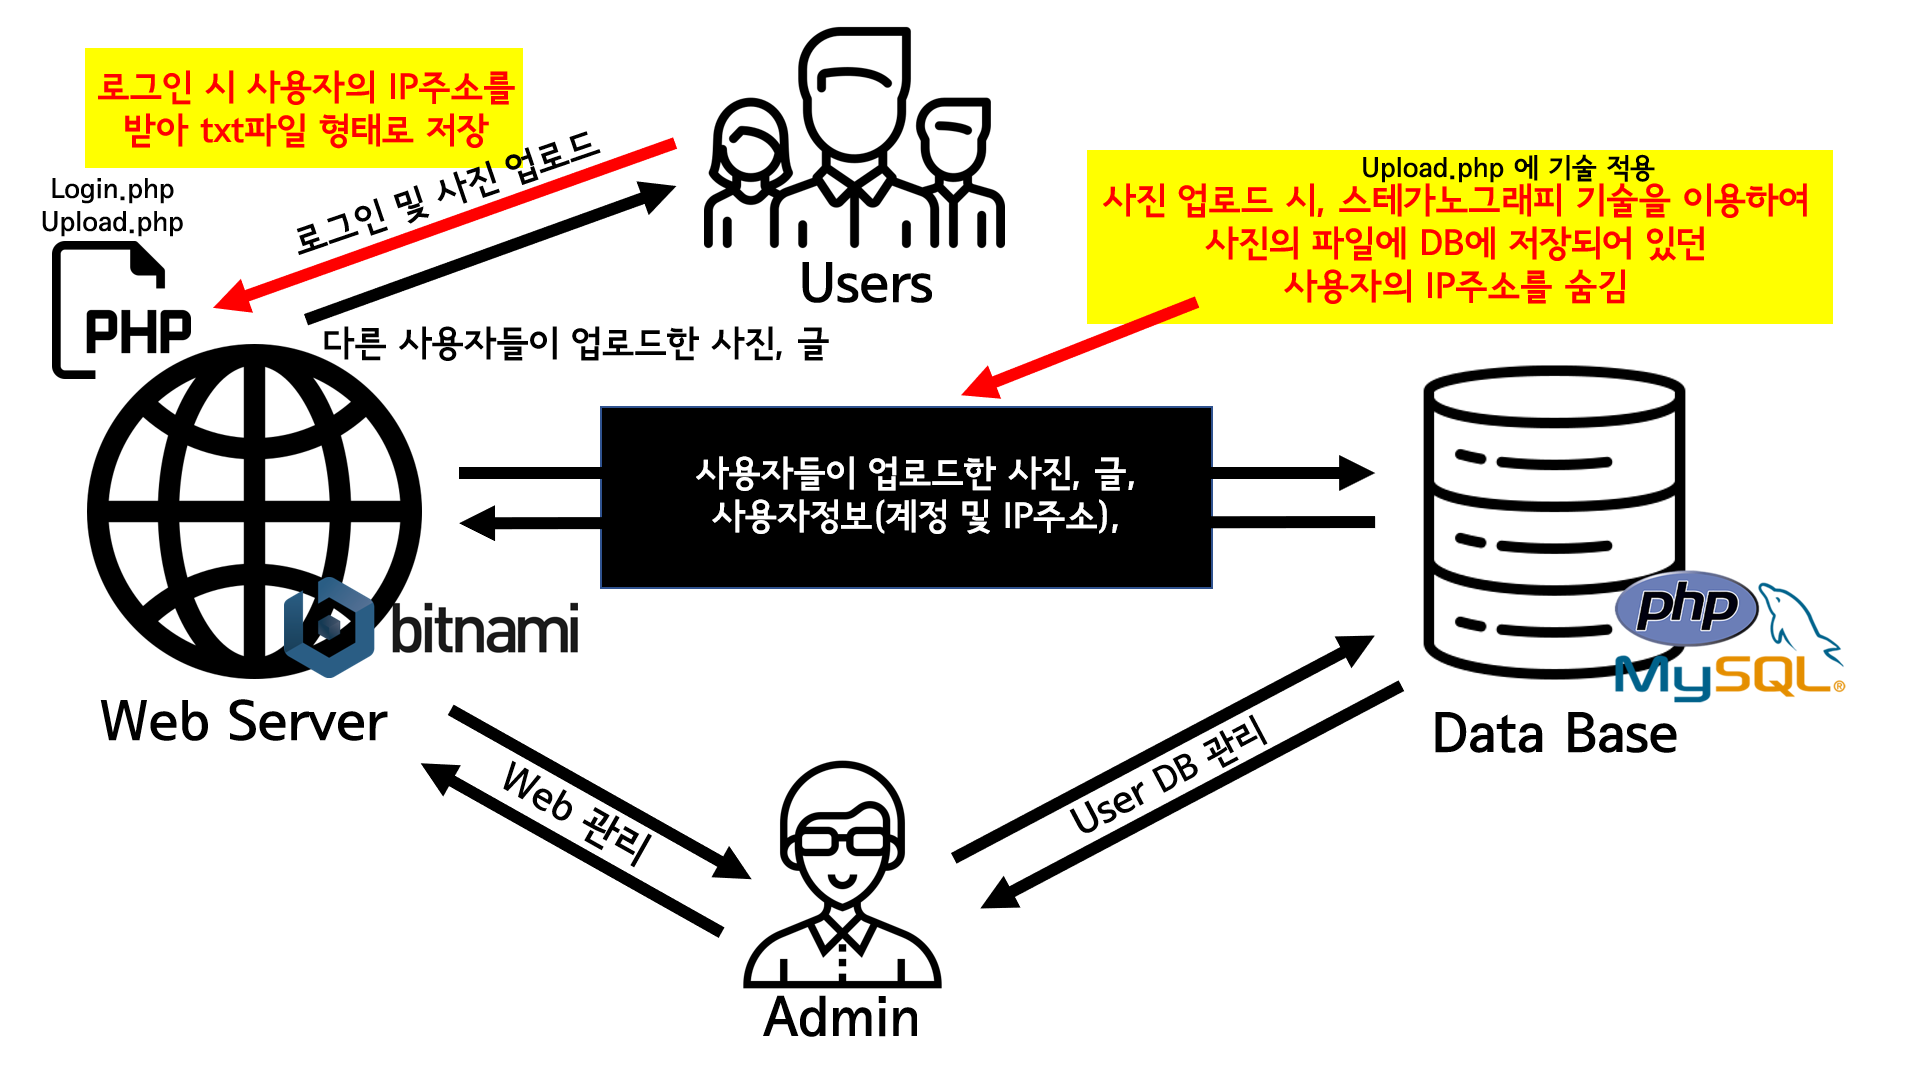 로그인 시 사용자의 IP주소를
받아 txt파일 형태로 저장
Login.php
Upload.php
PHP
로그인 및 사진 업로드
다른 사용자들이 업로드한 사진, 글
Users
Upload.php 에 기술 적용
사진 업로드 시, 스테가노그래피 기술을 이용하여
사진의 파일에 DB에 저장되어 있던
사용자의 IP주소를 숨김
사용자들이 업로드한 사진, 글,
사용자정보(계정 및 IP주소),
bitnami
Web Server
php
MySQL®
Data Base
Web 관리
User DB 관리
Admin